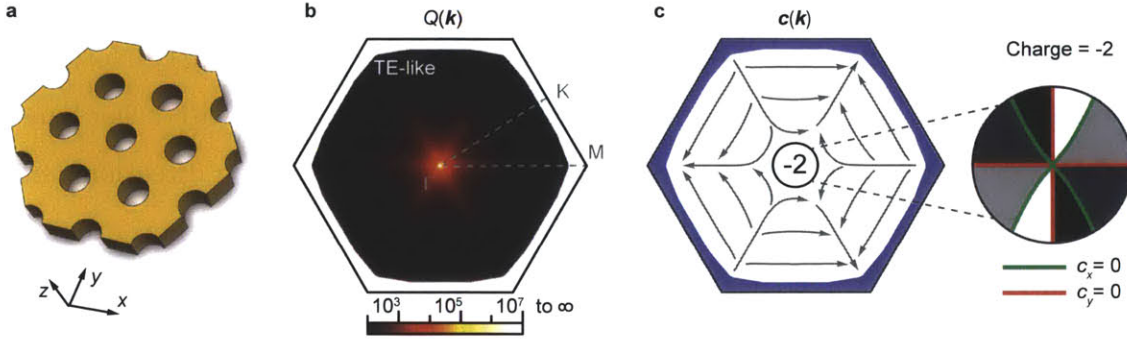 a
z
y
x
b
Q(k)
TE-like
K
M
Γ
10³ 10⁵ 10⁷ to ∞
c
c(k)
Charge = -2
-2
cₓ = 0
c_y = 0